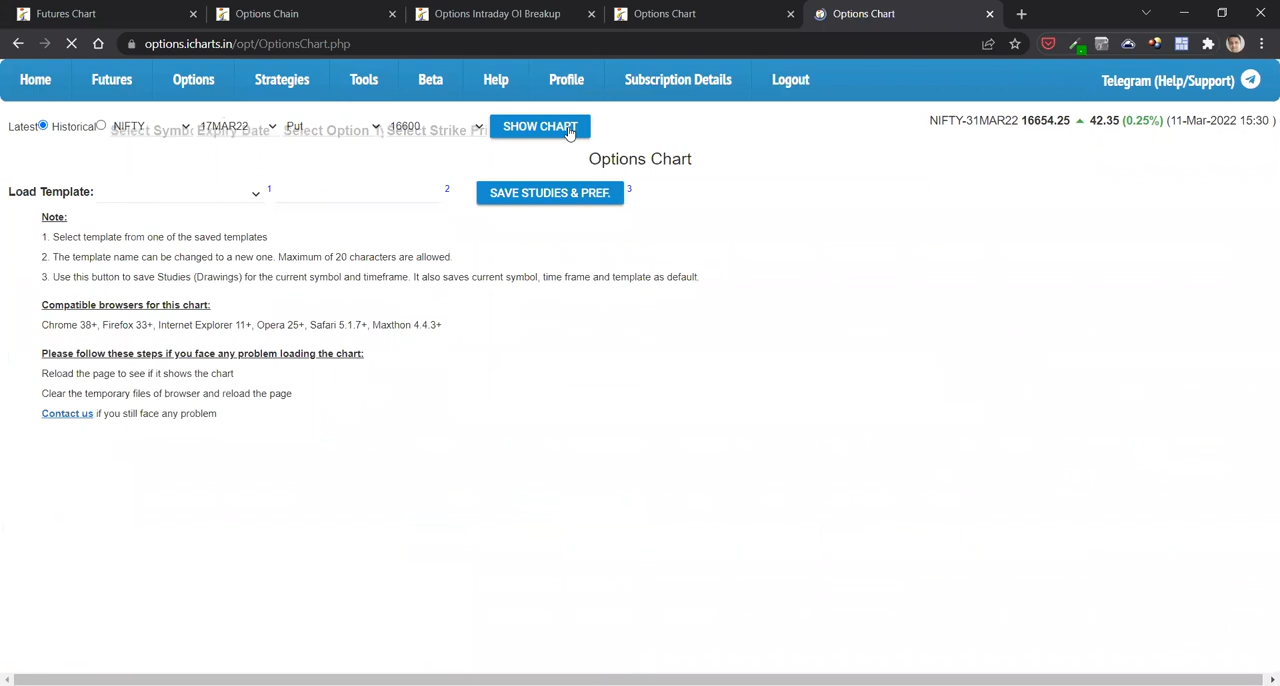 Futures Chart
Options Chain
Options Intraday OI Breakup
Options Chart
Options Chart
options.icharts.in/opt/OptionsChart.php
Home Futures Options Strategies Tools Beta Help Profile Subscription Details Logout Telegram (Help/Support)
Latest Historical NIFTY 17MAR22 Put 16600 SHOW CHART NIFTY-31MAR22 16654.25 ▲ 42.35 (0.25%) (11-Mar-2022 15:30 )
Select Symb Expiry Date Select Option Select Strike Pri
Options Chart
Load Template: 1 2 SAVE STUDIES & PREF. 3
Note:
1. Select template from one of the saved templates
2. The template name can be changed to a new one. Maximum of 20 characters are allowed.
3. Use this button to save Studies (Drawings) for the current symbol and timeframe. It also saves current symbol, time frame and template as default.
Compatible browsers for this chart:
Chrome 38+, Firefox 33+, Internet Explorer 11+, Opera 25+, Safari 5.1.7+, Maxthon 4.4.3+
Please follow these steps if you face any problem loading the chart:
Reload the page to see if it shows the chart
Clear the temporary files of browser and reload the page
Contact us if you still face any problem